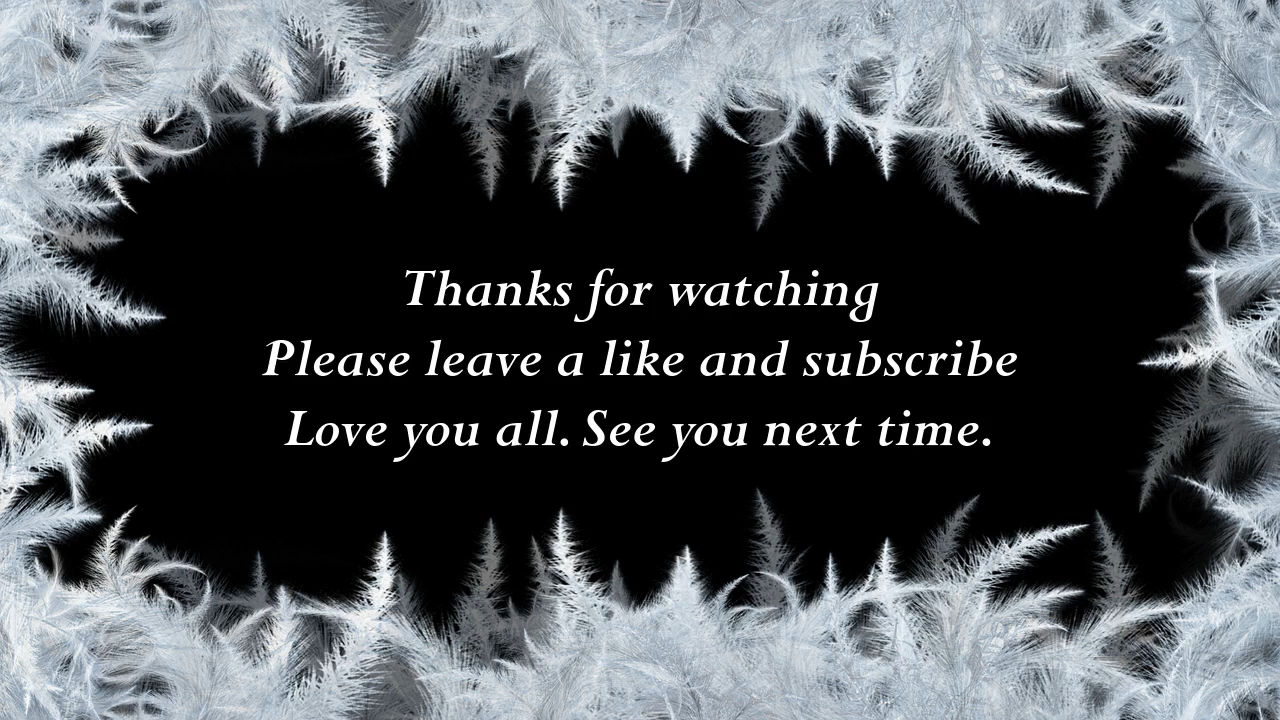 Thanks for watching
Please leave a like and subscribe
Love you all. See you next time.